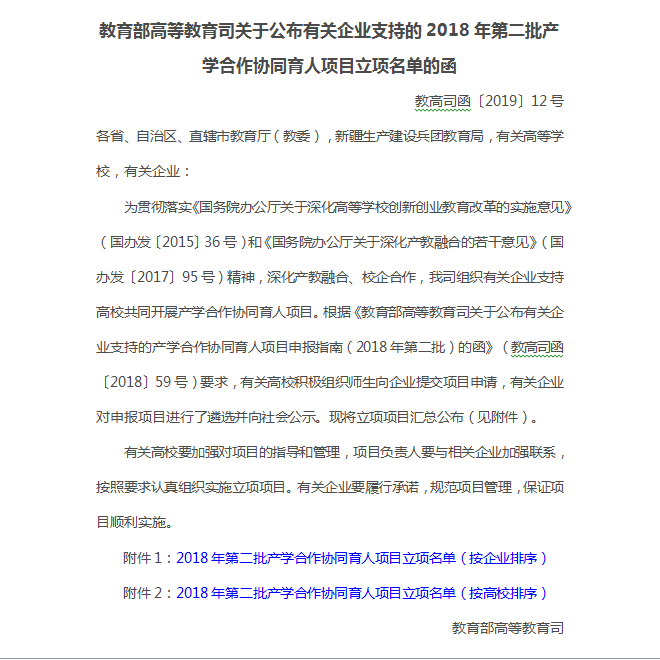 教育部高等教育司关于公布有关企业支持的 2018 年第二批产
学合作协同育人项目立项名单的函
教高司函〔2019〕12 号
各省、自治区、直辖市教育厅（教委），新疆生产建设兵团教育局，有关高等学
校，有关企业：
为贯彻落实《国务院办公厅关于深化高等学校创新创业教育改革的实施意见》
（国办发〔2015〕36 号）和《国务院办公厅关于深化产教融合的若干意见》（国
办发〔2017〕95 号）精神，深化产教融合、校企合作，我司组织有关企业支持
高校共同开展产学合作协同育人项目。根据《教育部高等教育司关于公布有关企
业支持的产学合作协同育人项目申报指南（2018 年第二批）的函》（教高司函
〔2018〕59 号）要求，有关高校积极组织师生向企业提交项目申请，有关企业
对申报项目进行了遴选并向社会公示。现将立项项目汇总公布（见附件）。
有关高校要加强对项目的指导和管理，项目负责人要与相关企业加强联系，
按照要求认真组织实施立项项目。有关企业要履行承诺，规范项目管理，保证项
目顺利实施。
附件 1：2018 年第二批产学合作协同育人项目立项名单（按企业排序）
附件 2：2018 年第二批产学合作协同育人项目立项名单（按高校排序）
教育部高等教育司